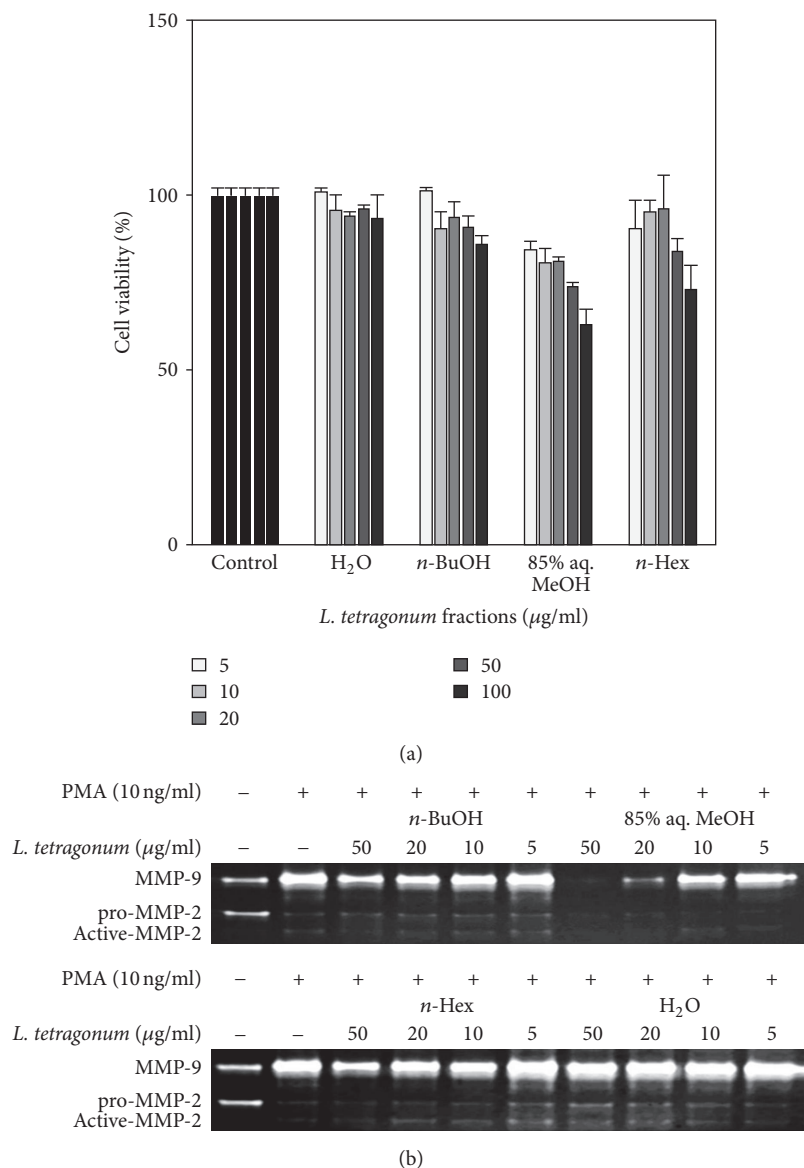 150
100
50
0
Cell viability (%)
Control H₂O n-BuOH 85% aq. MeOH n-Hex
L. tetragonum fractions (μg/ml)
5 50
10 100
20
(a)
PMA (10 ng/ml) − + + + + + + + + +
n-BuOH 85% aq. MeOH
L. tetragonum (μg/ml) − − 50 20 10 5 50 20 10 5
MMP-9
pro-MMP-2
Active-MMP-2
PMA (10 ng/ml) − + + + + + + + + +
n-Hex H₂O
L. tetragonum (μg/ml) − − 50 20 10 5 50 20 10 5
MMP-9
pro-MMP-2
Active-MMP-2
(b)